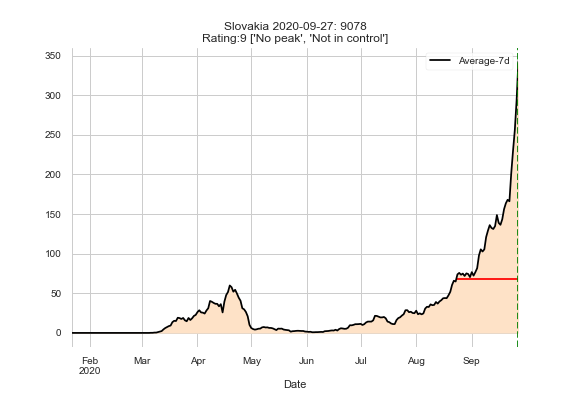 Slovakia 2020-09-27: 9078
Rating:9 ['No peak', 'Not in control']
Average-7d
350
300
250
200
150
100
50
0
Feb Mar Apr May Jun Jul Aug Sep
2020
Date